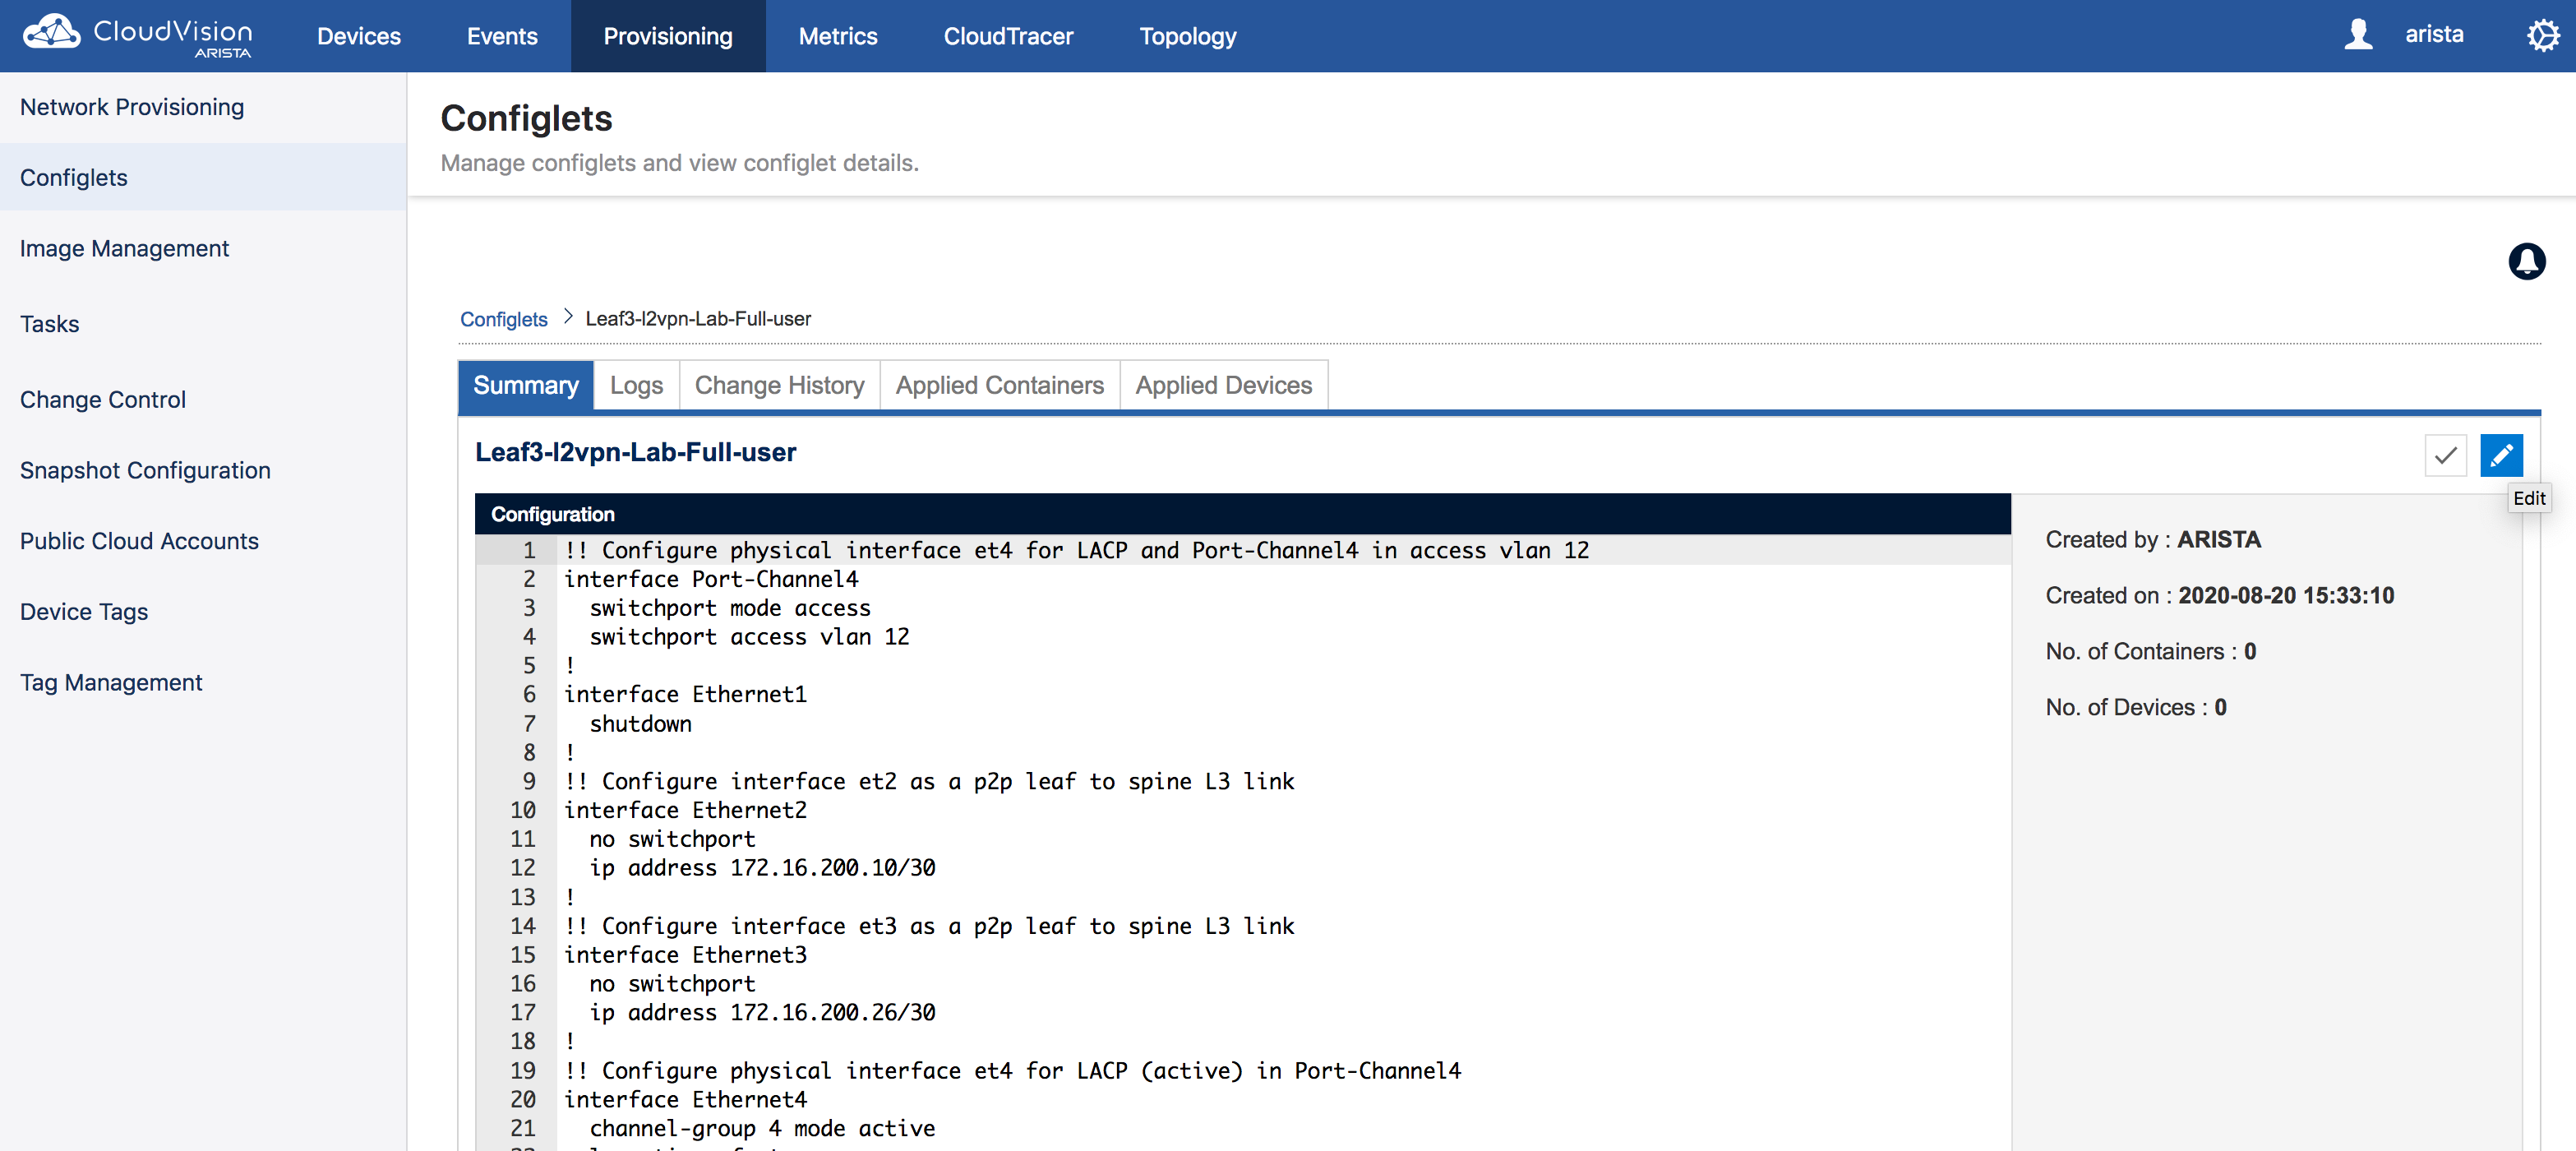 CloudVision
ARISTA
Devices
Events
Provisioning
Metrics
CloudTracer
Topology
arista
Network Provisioning
Configlets
Image Management
Tasks
Change Control
Snapshot Configuration
Public Cloud Accounts
Device Tags
Tag Management
Configlets
Manage configlets and view configlet details.
Configlets > Leaf3-l2vpn-Lab-Full-user
Summary
Logs
Change History
Applied Containers
Applied Devices
Leaf3-l2vpn-Lab-Full-user
Edit
Configuration
1 !! Configure physical interface et4 for LACP and Port-Channel4 in access vlan 12
2 interface Port-Channel4
3 switchport mode access
4 switchport access vlan 12
5 !
6 interface Ethernet1
7 shutdown
8 !
9 !! Configure interface et2 as a p2p leaf to spine L3 link
10 interface Ethernet2
11 no switchport
12 ip address 172.16.200.10/30
13 !
14 !! Configure interface et3 as a p2p leaf to spine L3 link
15 interface Ethernet3
16 no switchport
17 ip address 172.16.200.26/30
18 !
19 !! Configure physical interface et4 for LACP (active) in Port-Channel4
20 interface Ethernet4
21 channel-group 4 mode active
Created by : ARISTA
Created on : 2020-08-20 15:33:10
No. of Containers : 0
No. of Devices : 0